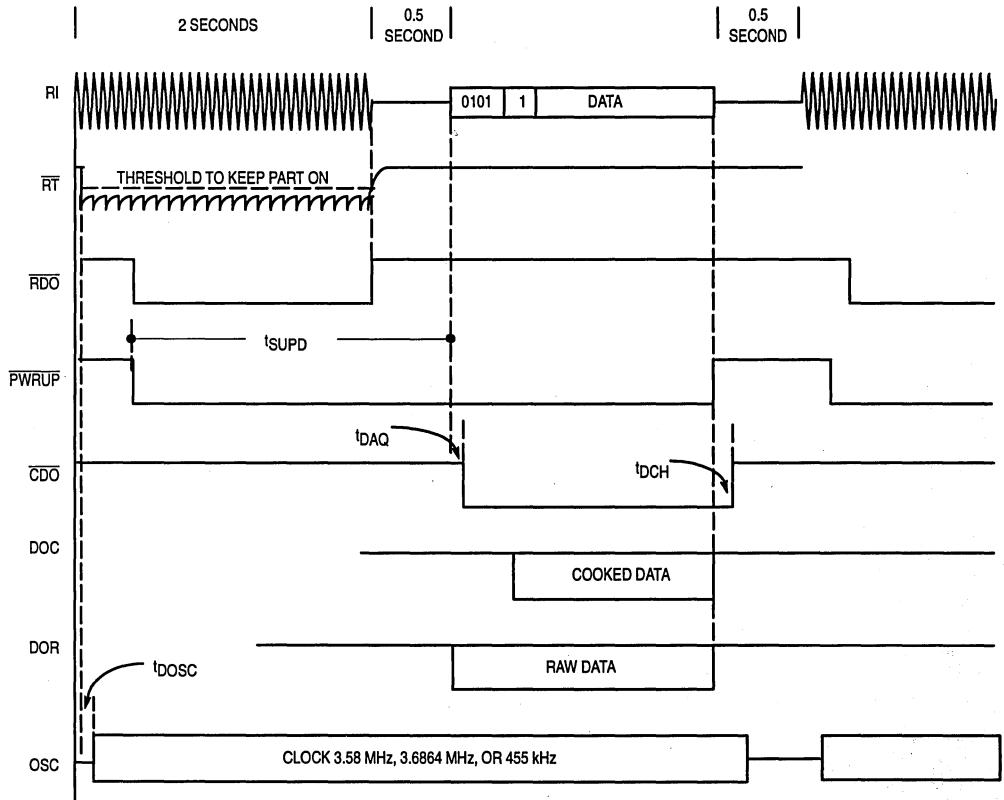 2 SECONDS
0.5
SECOND
0.5
SECOND
RI
0101
1
DATA
RT
THRESHOLD TO KEEP PART ON
RDO
tSUPD
PWRUP
tDAQ
CDO
tDCH
DOC
COOKED DATA
DOR
RAW DATA
tDOSC
OSC
CLOCK 3.58 MHz, 3.6864 MHz, OR 455 kHz